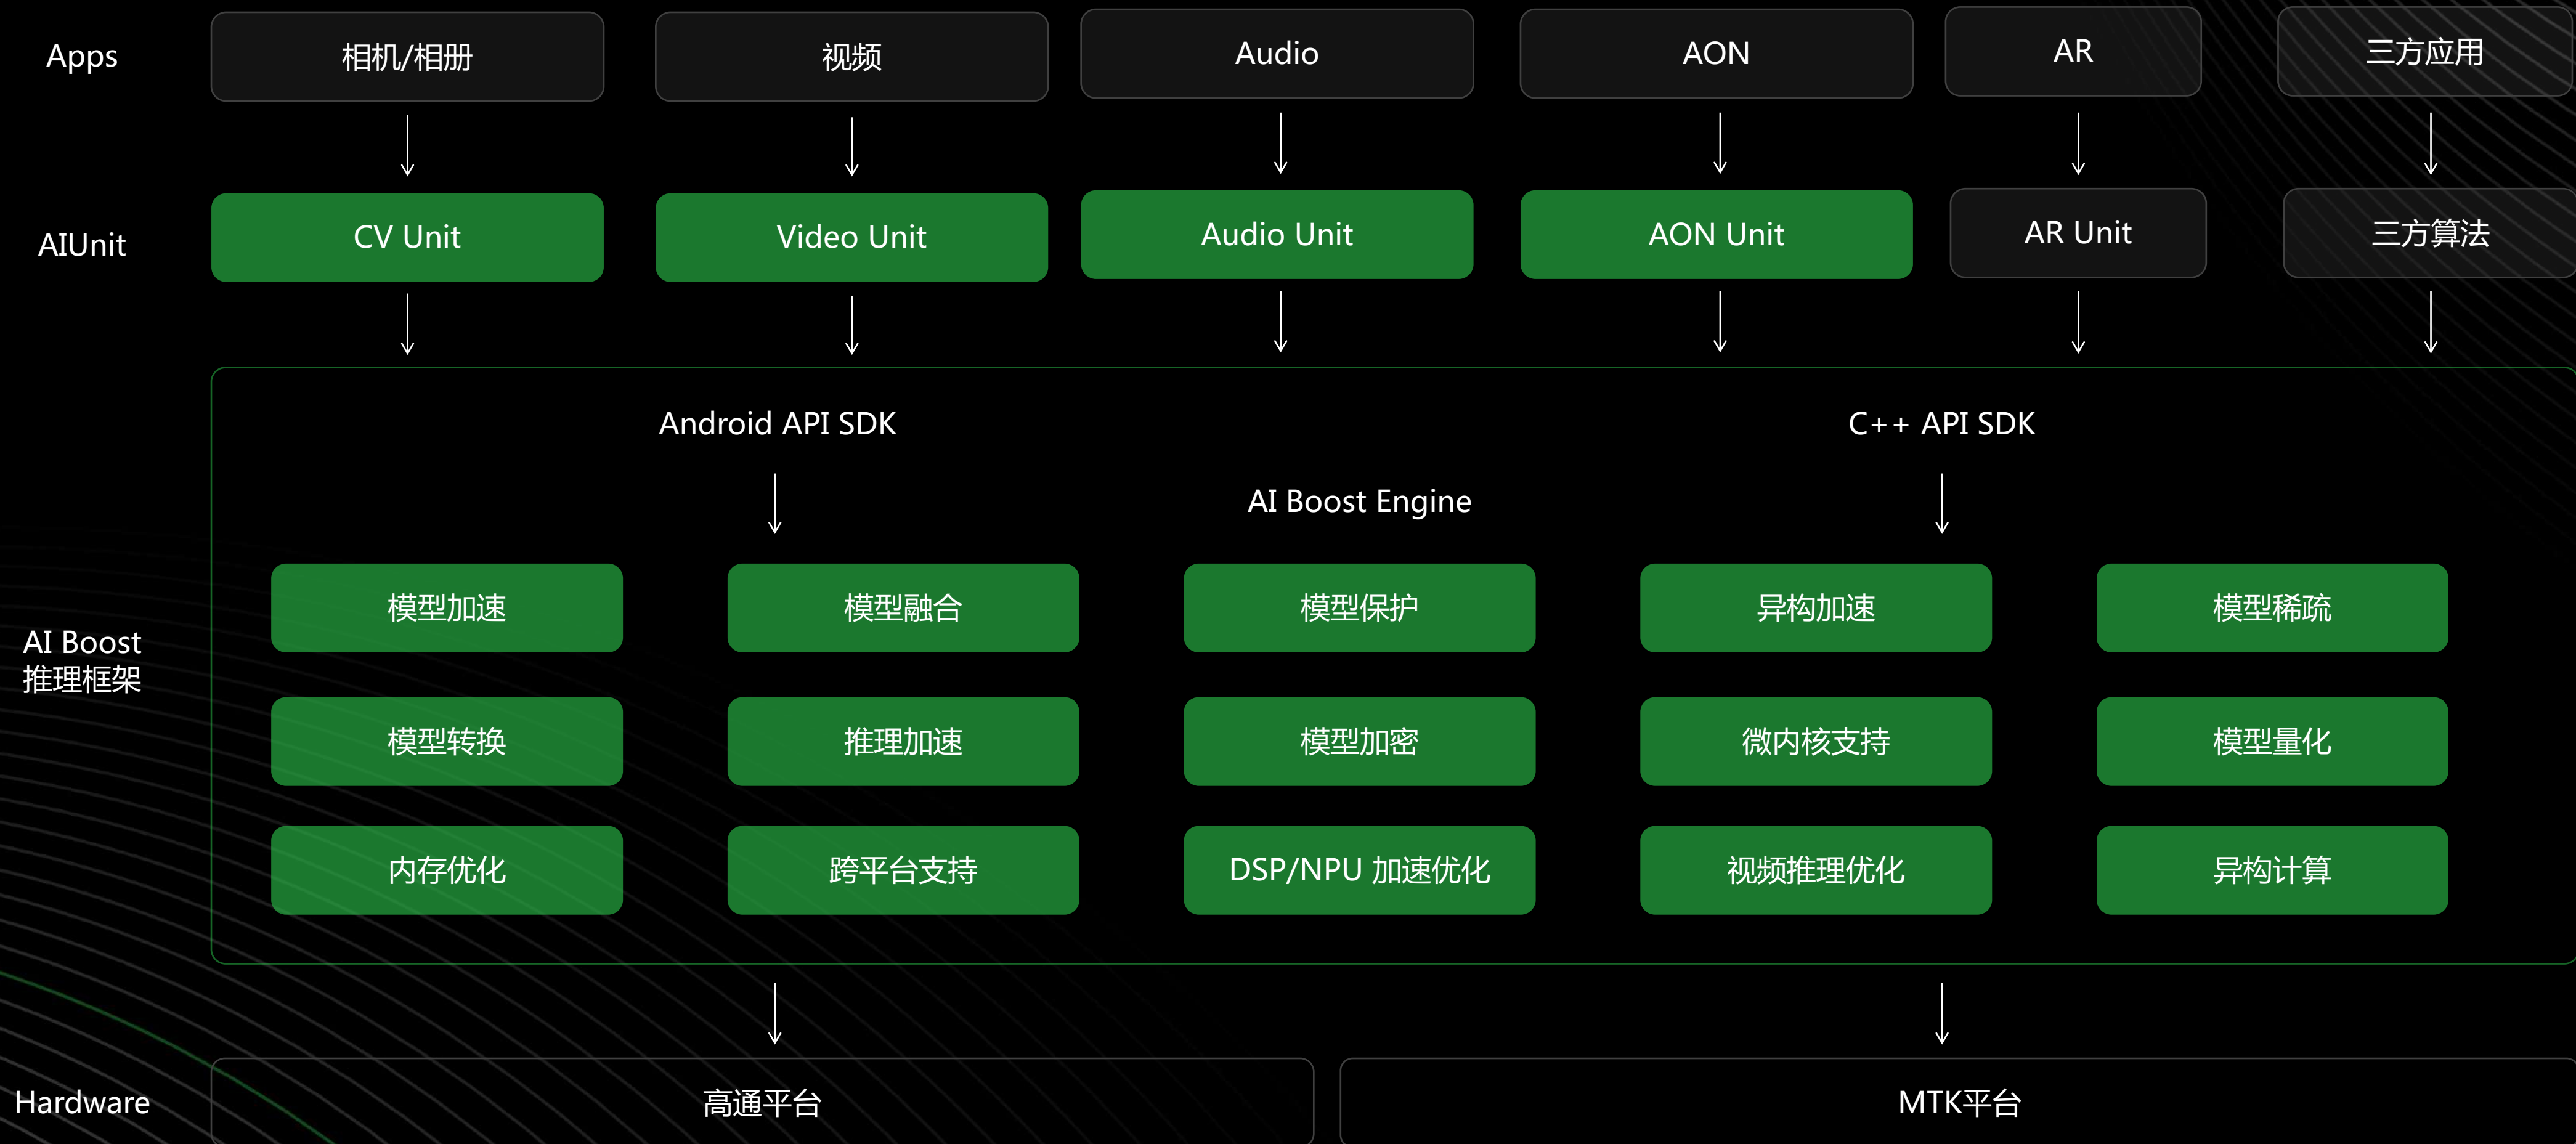 Apps
相机/相册
视频
Audio
AON
AR
三方应用
AIUnit
CV Unit
Video Unit
Audio Unit
AON Unit
AR Unit
三方算法
Android API SDK
C++ API SDK
AI Boost Engine
AI Boost
推理框架
模型加速
模型融合
模型保护
异构加速
模型稀疏
模型转换
推理加速
模型加密
微内核支持
模型量化
内存优化
跨平台支持
DSP/NPU 加速优化
视频推理优化
异构计算
Hardware
高通平台
MTK平台